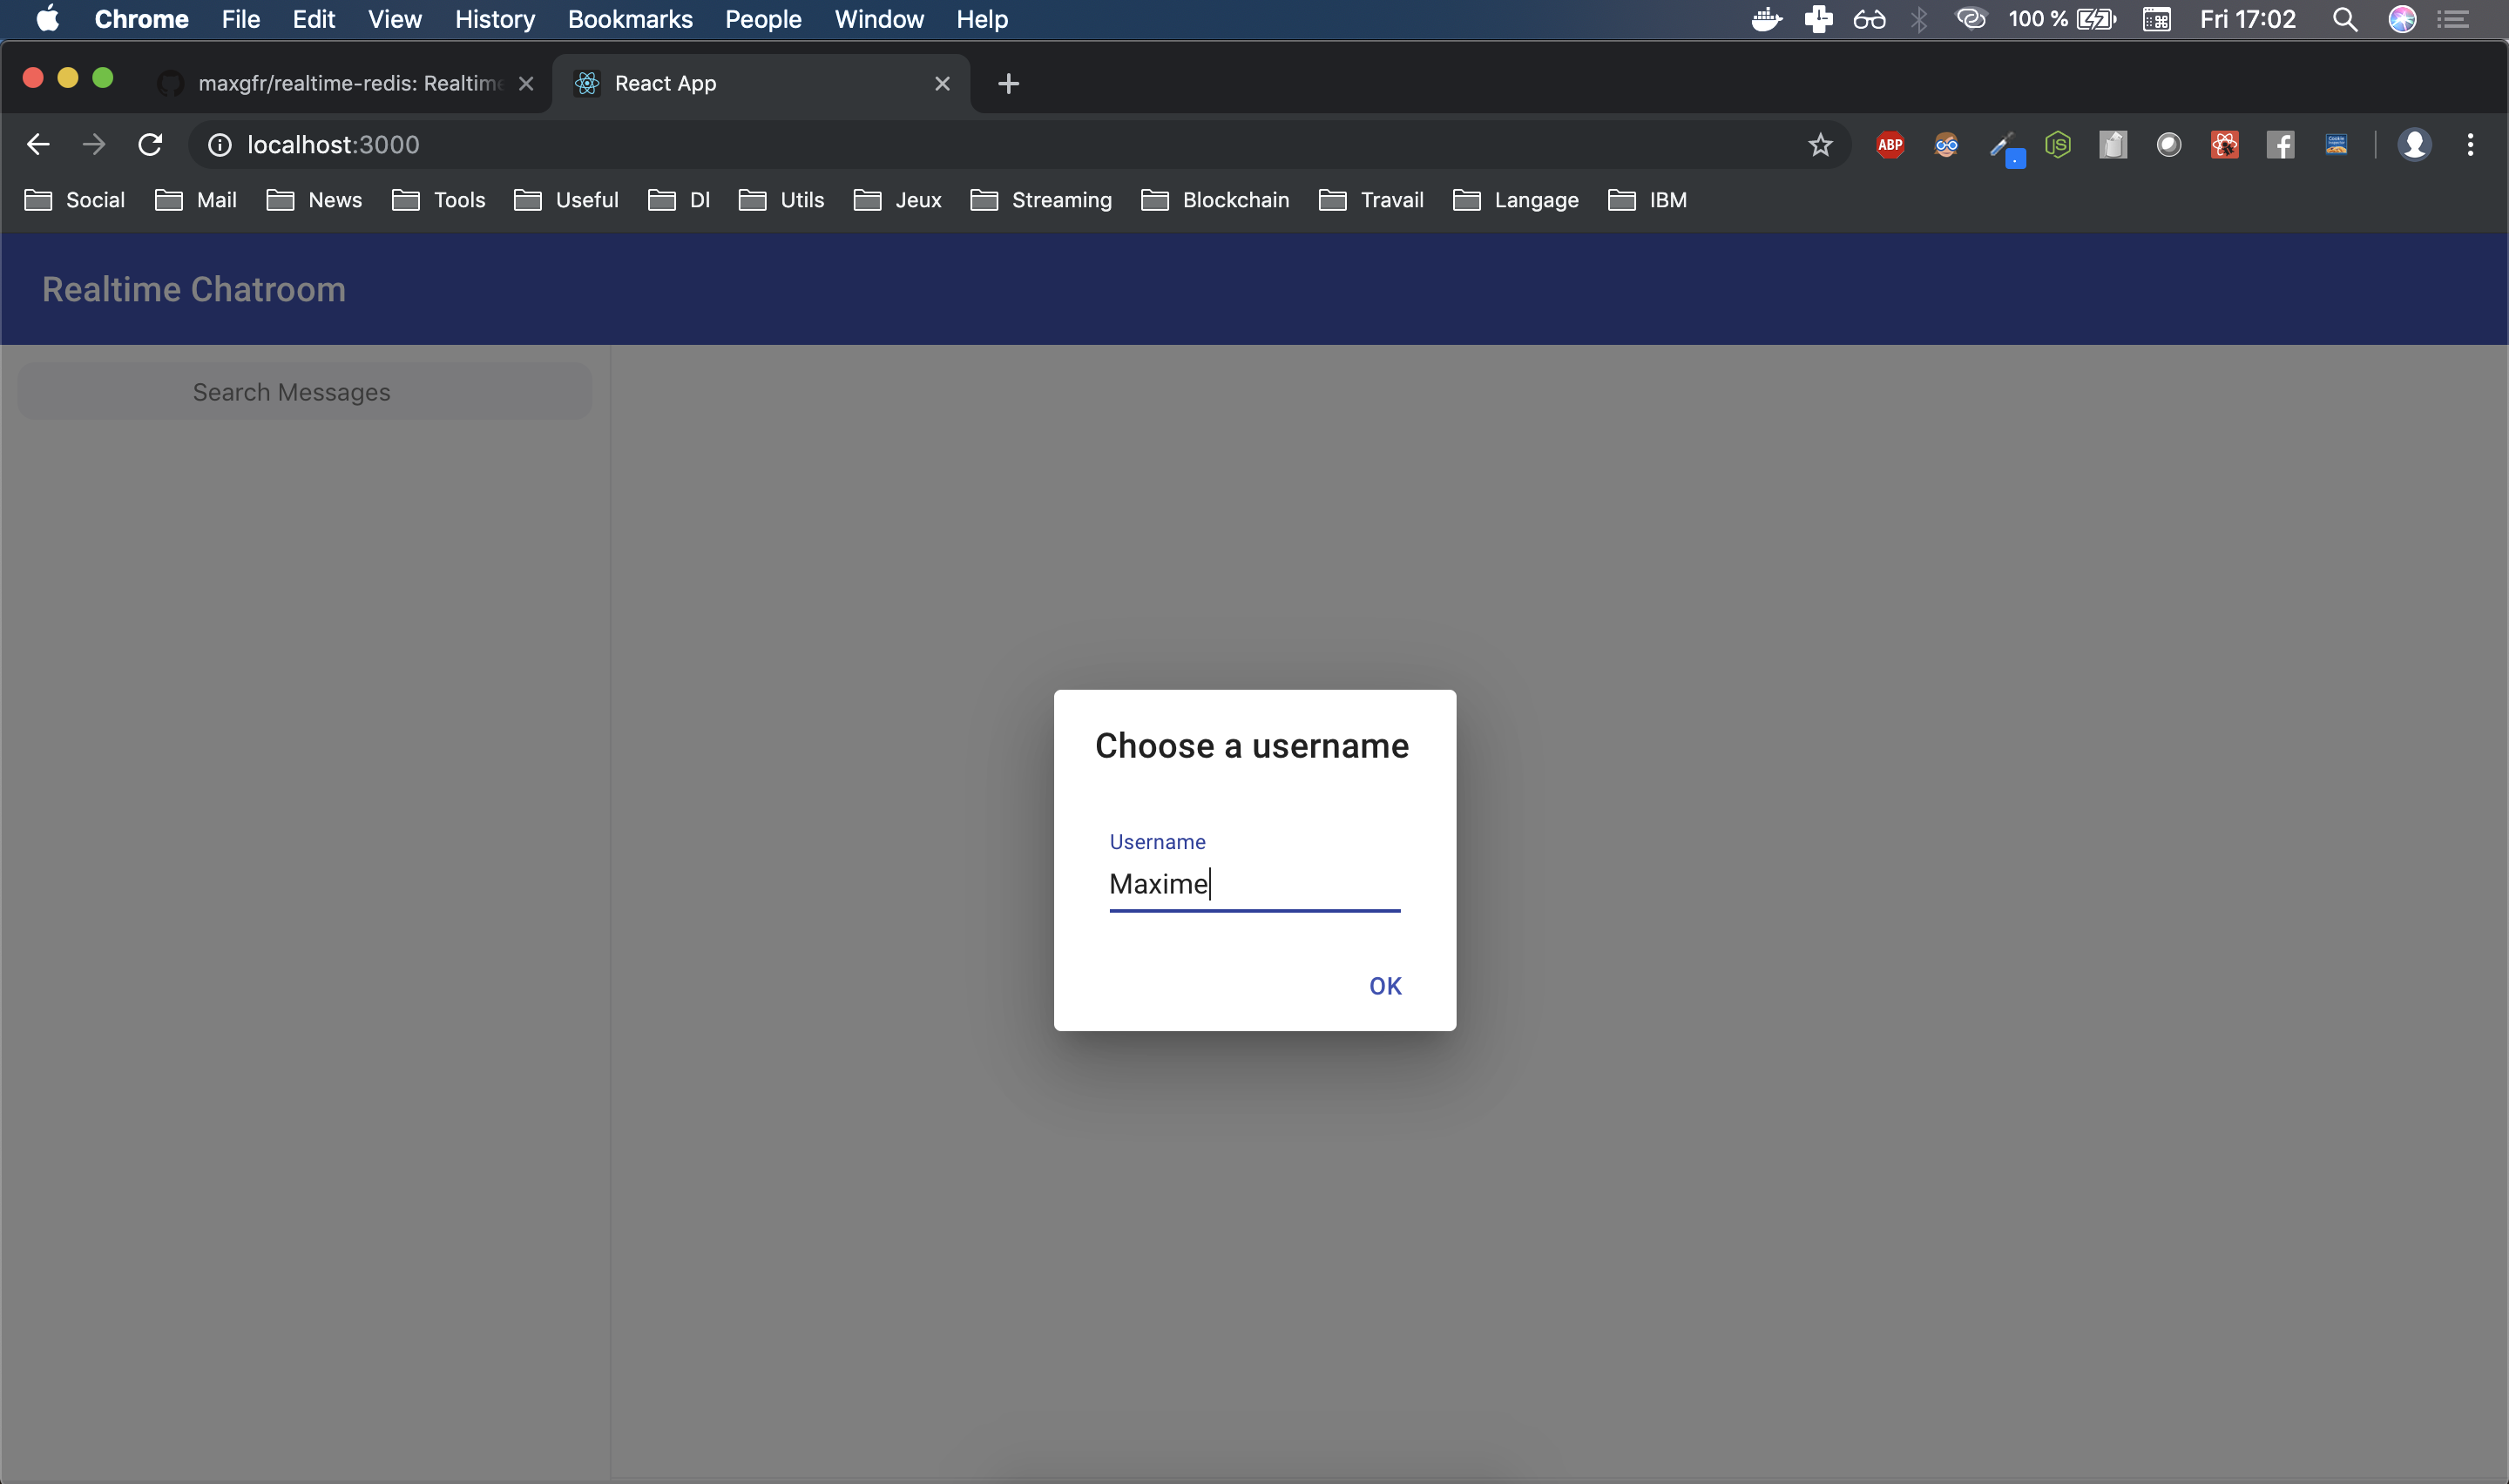 Chrome File Edit View History Bookmarks People Window Help 100 % Fri 17:02
maxgfr/realtime-redis: Realtime React App
localhost:3000 ABP
Social Mail News Tools Useful DI Utils Jeux Streaming Blockchain Travail Langage IBM
Realtime Chatroom
Search Messages
Choose a username
Username
Maxime
OK